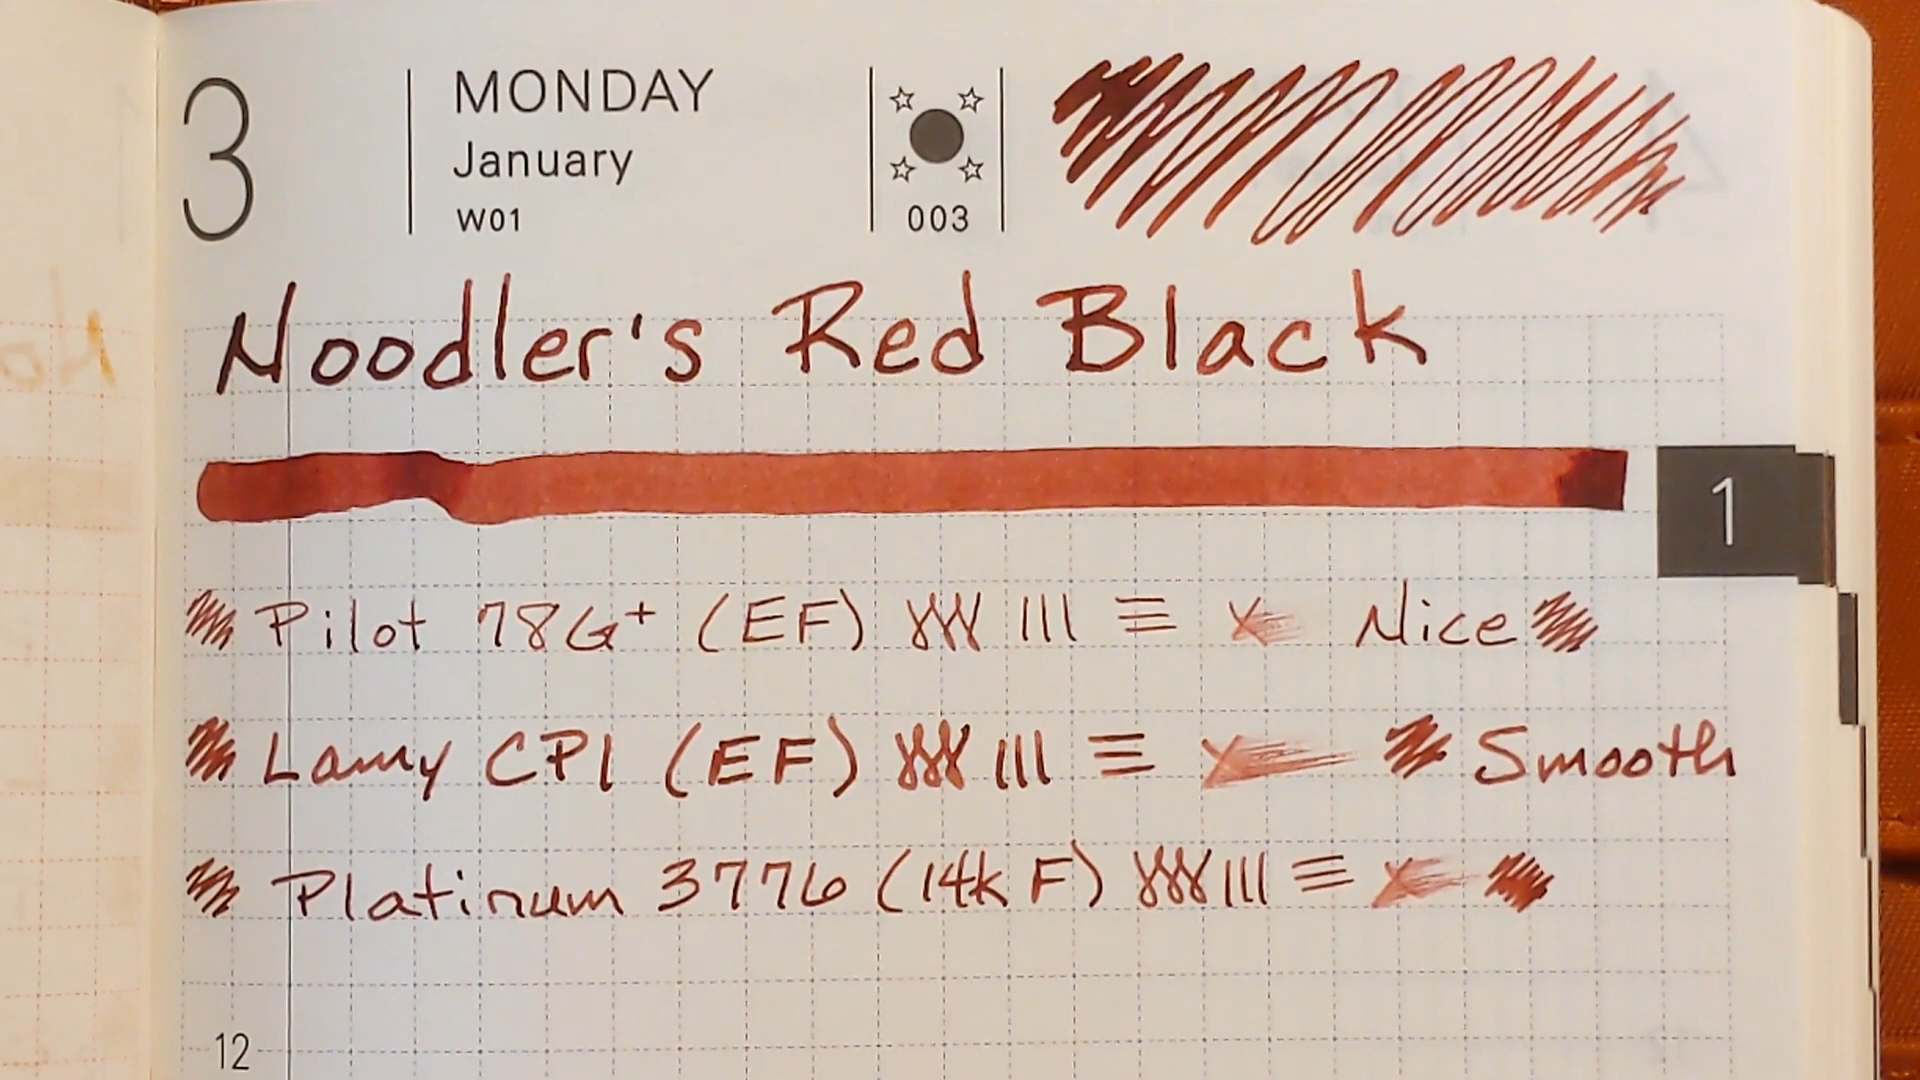 3 MONDAY
January
W01 003
Noodler's Red Black
1
Pilot 78G+ (EF) Nice
Lamy CP1 (EF) Smooth
Platinum 3776 (14k F)
12